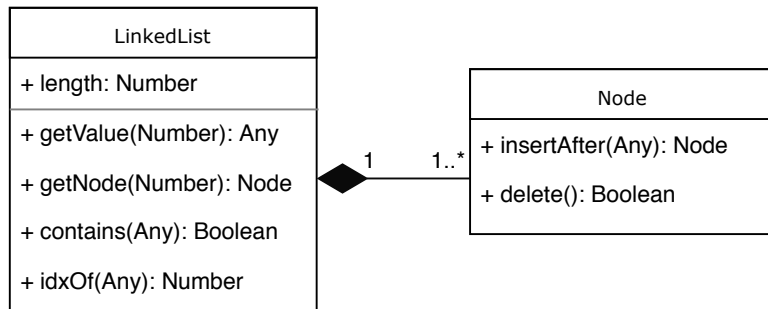 LinkedList
+ length: Number
+ getValue(Number): Any
+ getNode(Number): Node
+ contains(Any): Boolean
+ idxOf(Any): Number
1
1..*
Node
+ insertAfter(Any): Node
+ delete(): Boolean